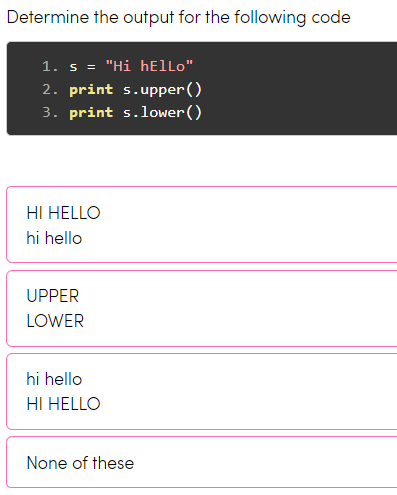 Determine the output for the following code
1. s = "Hi hElLo"
2. print s.upper()
3. print s.lower()
HI HELLO
hi hello
UPPER
LOWER
hi hello
HI HELLO
None of these